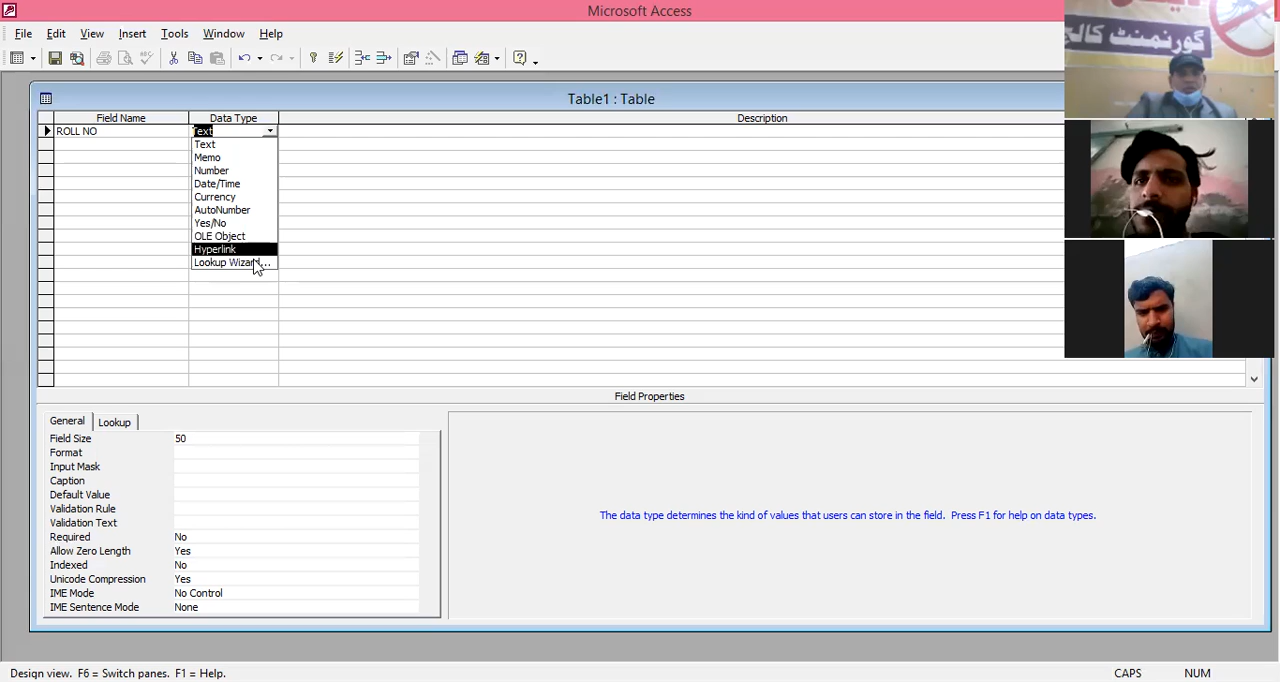 Microsoft Access
File Edit View Insert Tools Window Help
Table1 : Table
Field Name Data Type Description
ROLL NO Text
Text
Memo
Number
Date/Time
Currency
AutoNumber
Yes/No
OLE Object
Hyperlink
Lookup Wizard...
Field Properties
General Lookup
Field Size 50
Format
Input Mask
Caption
Default Value
Validation Rule
Validation Text
Required No
Allow Zero Length Yes
Indexed No
Unicode Compression Yes
IME Mode No Control
IME Sentence Mode None
The data type determines the kind of values that users can store in the field. Press F1 for help on data types.
Design view. F6 = Switch panes. F1 = Help.
CAPS NUM
گورنمنٹ کالج